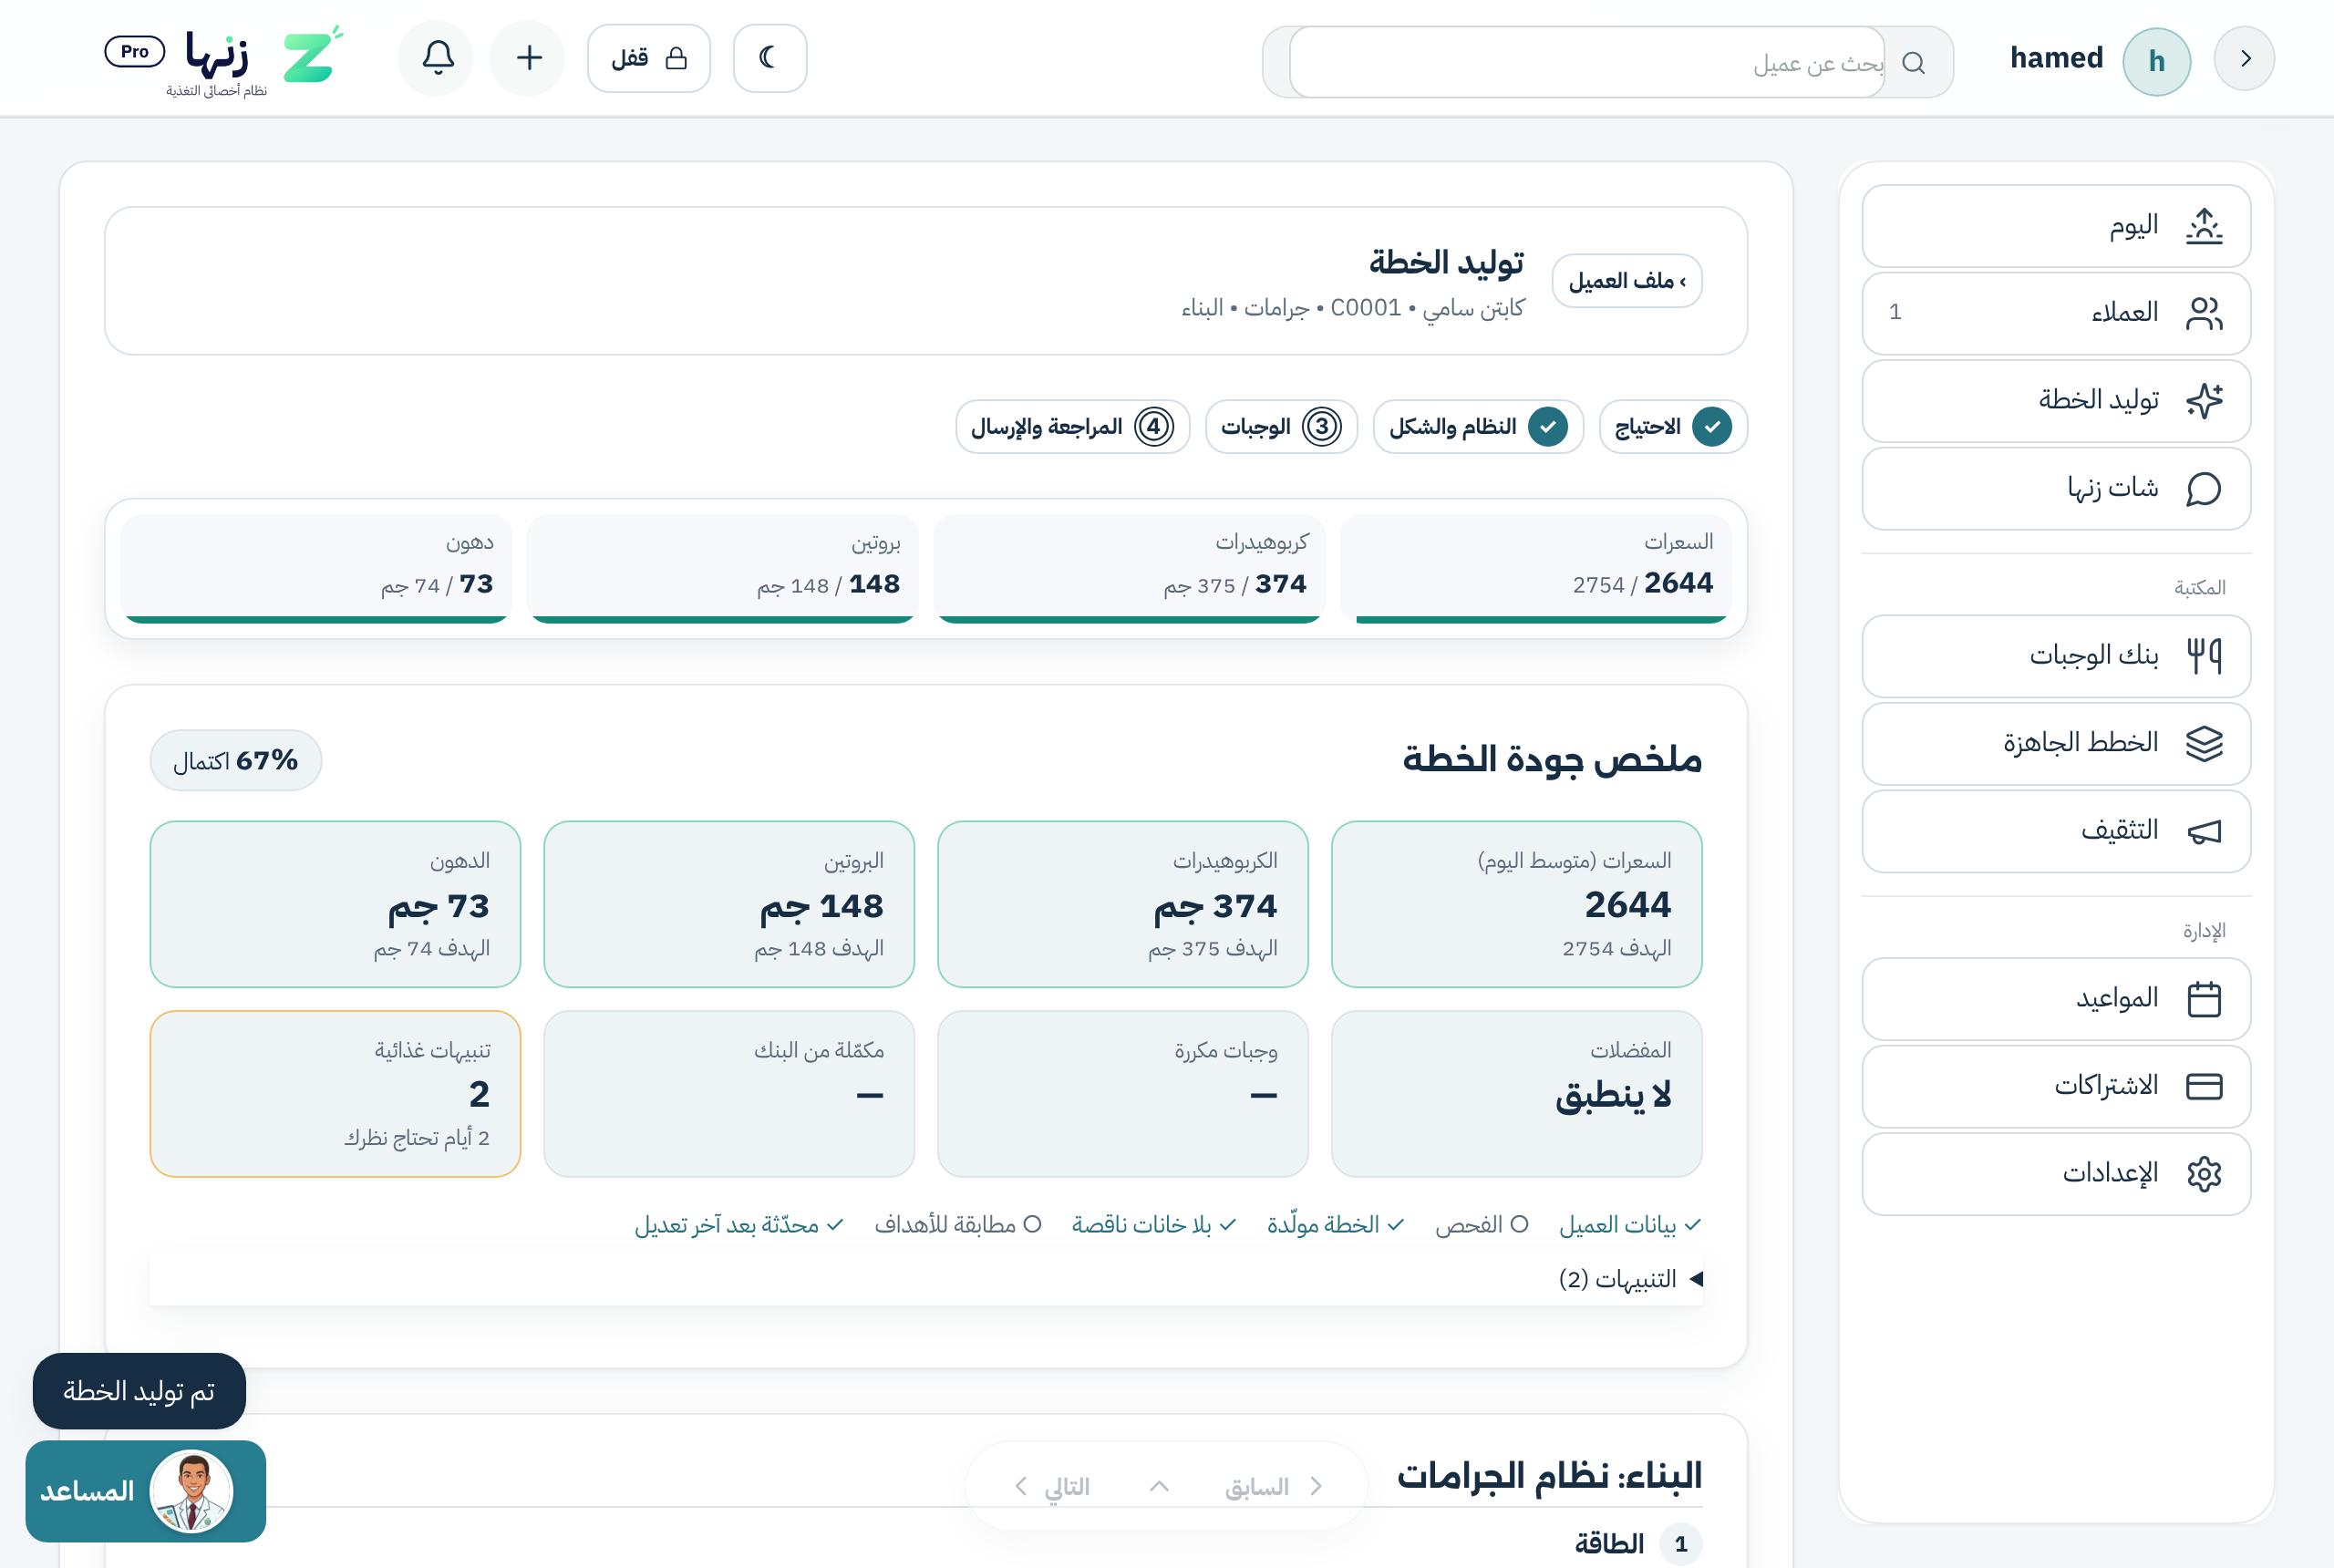 hamed
h
بحث عن عميل
قفل
زنها
Pro
نظام أخصائي التغذية
اليوم
العملاء
1
توليد الخطة
شات زنها
المكتبة
بنك الوجبات
الخطط الجاهزة
التثقيف
الإدارة
المواعيد
الاشتراكات
الإعدادات
› ملف العميل
توليد الخطة
كابتن سامي • C0001 • جرامات • البناء
الاحتياج
النظام والشكل
3 الوجبات
4 المراجعة والإرسال
السعرات
2644 / 2754
كربوهيدرات
374 / 375 جم
بروتين
148 / 148 جم
دهون
73 / 74 جم
ملخص جودة الخطة
67% اكتمال
السعرات (متوسط اليوم)
2644
الهدف 2754
الكربوهيدرات
374 جم
الهدف 375 جم
البروتين
148 جم
الهدف 148 جم
الدهون
73 جم
الهدف 74 جم
المفضلات
لا ينطبق
وجبات مكررة
—
مكمّلة من البنك
—
تنبيهات غذائية
2
2 أيام تحتاج نظرك
✓ بيانات العميل ○ الفحص ✓ الخطة مولّدة ✓ بلا خانات ناقصة ○ مطابقة للأهداف ✓ محدّثة بعد آخر تعديل
التنبيهات (2)
تم توليد الخطة
البناء: نظام الجرامات
السابق
التالي
المساعد
1 الطاقة